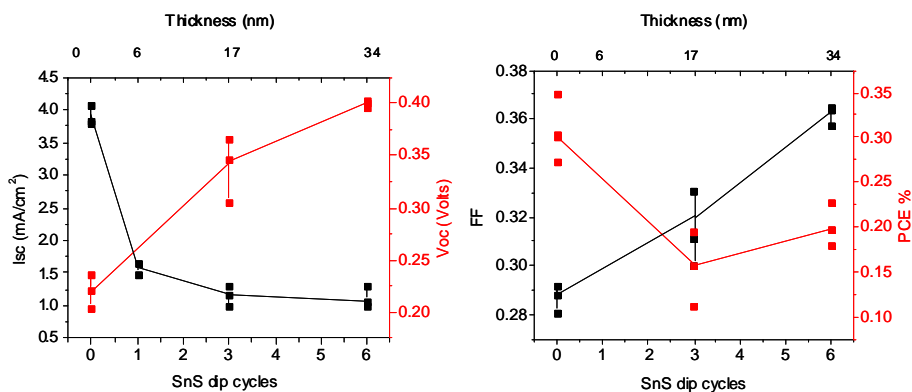 Thickness (nm)
0 6 17 34
4.5
4.0
3.5
3.0
2.5
2.0
1.5
1.0
0.5
Isc (mA/cm²)
0.40
0.35
0.30
0.25
0.20
Voc (Volts)
0 1 2 3 4 5 6
SnS dip cycles
Thickness (nm)
0 6 17 34
0.38
0.36
0.34
0.32
0.30
0.28
FF
0.35
0.30
0.25
0.20
0.15
0.10
PCE %
0 1 2 3 4 5 6
SnS dip cycles